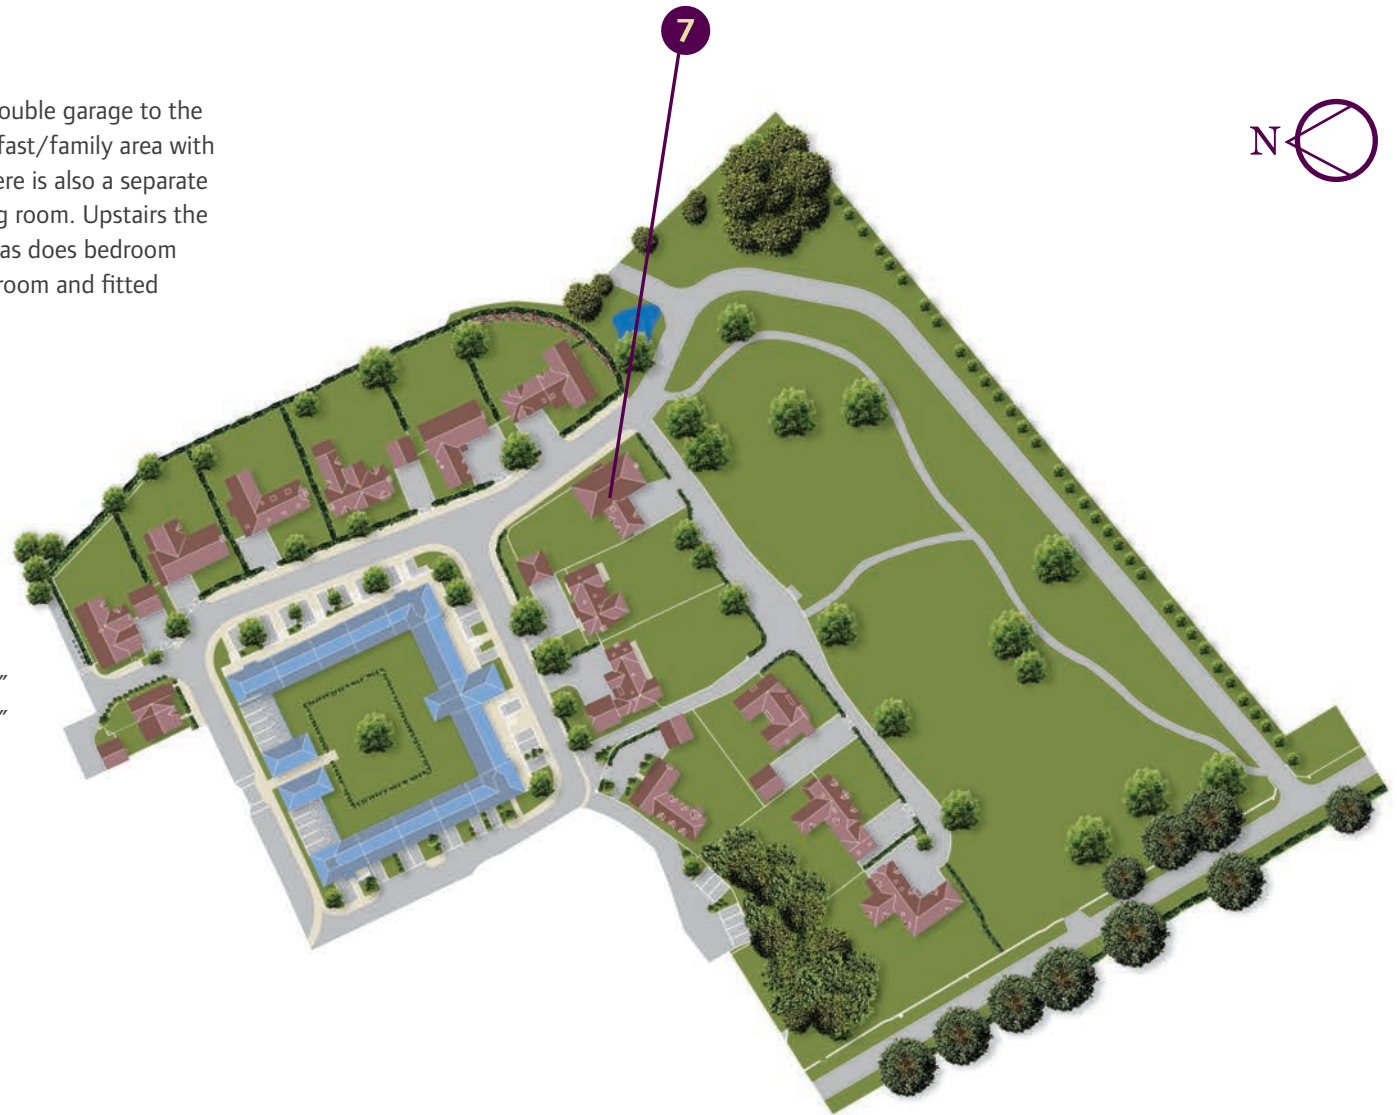 7
ouble garage to the
fast/family area with
ere is also a separate
g room. Upstairs the
as does bedroom
room and fitted
N
″
″